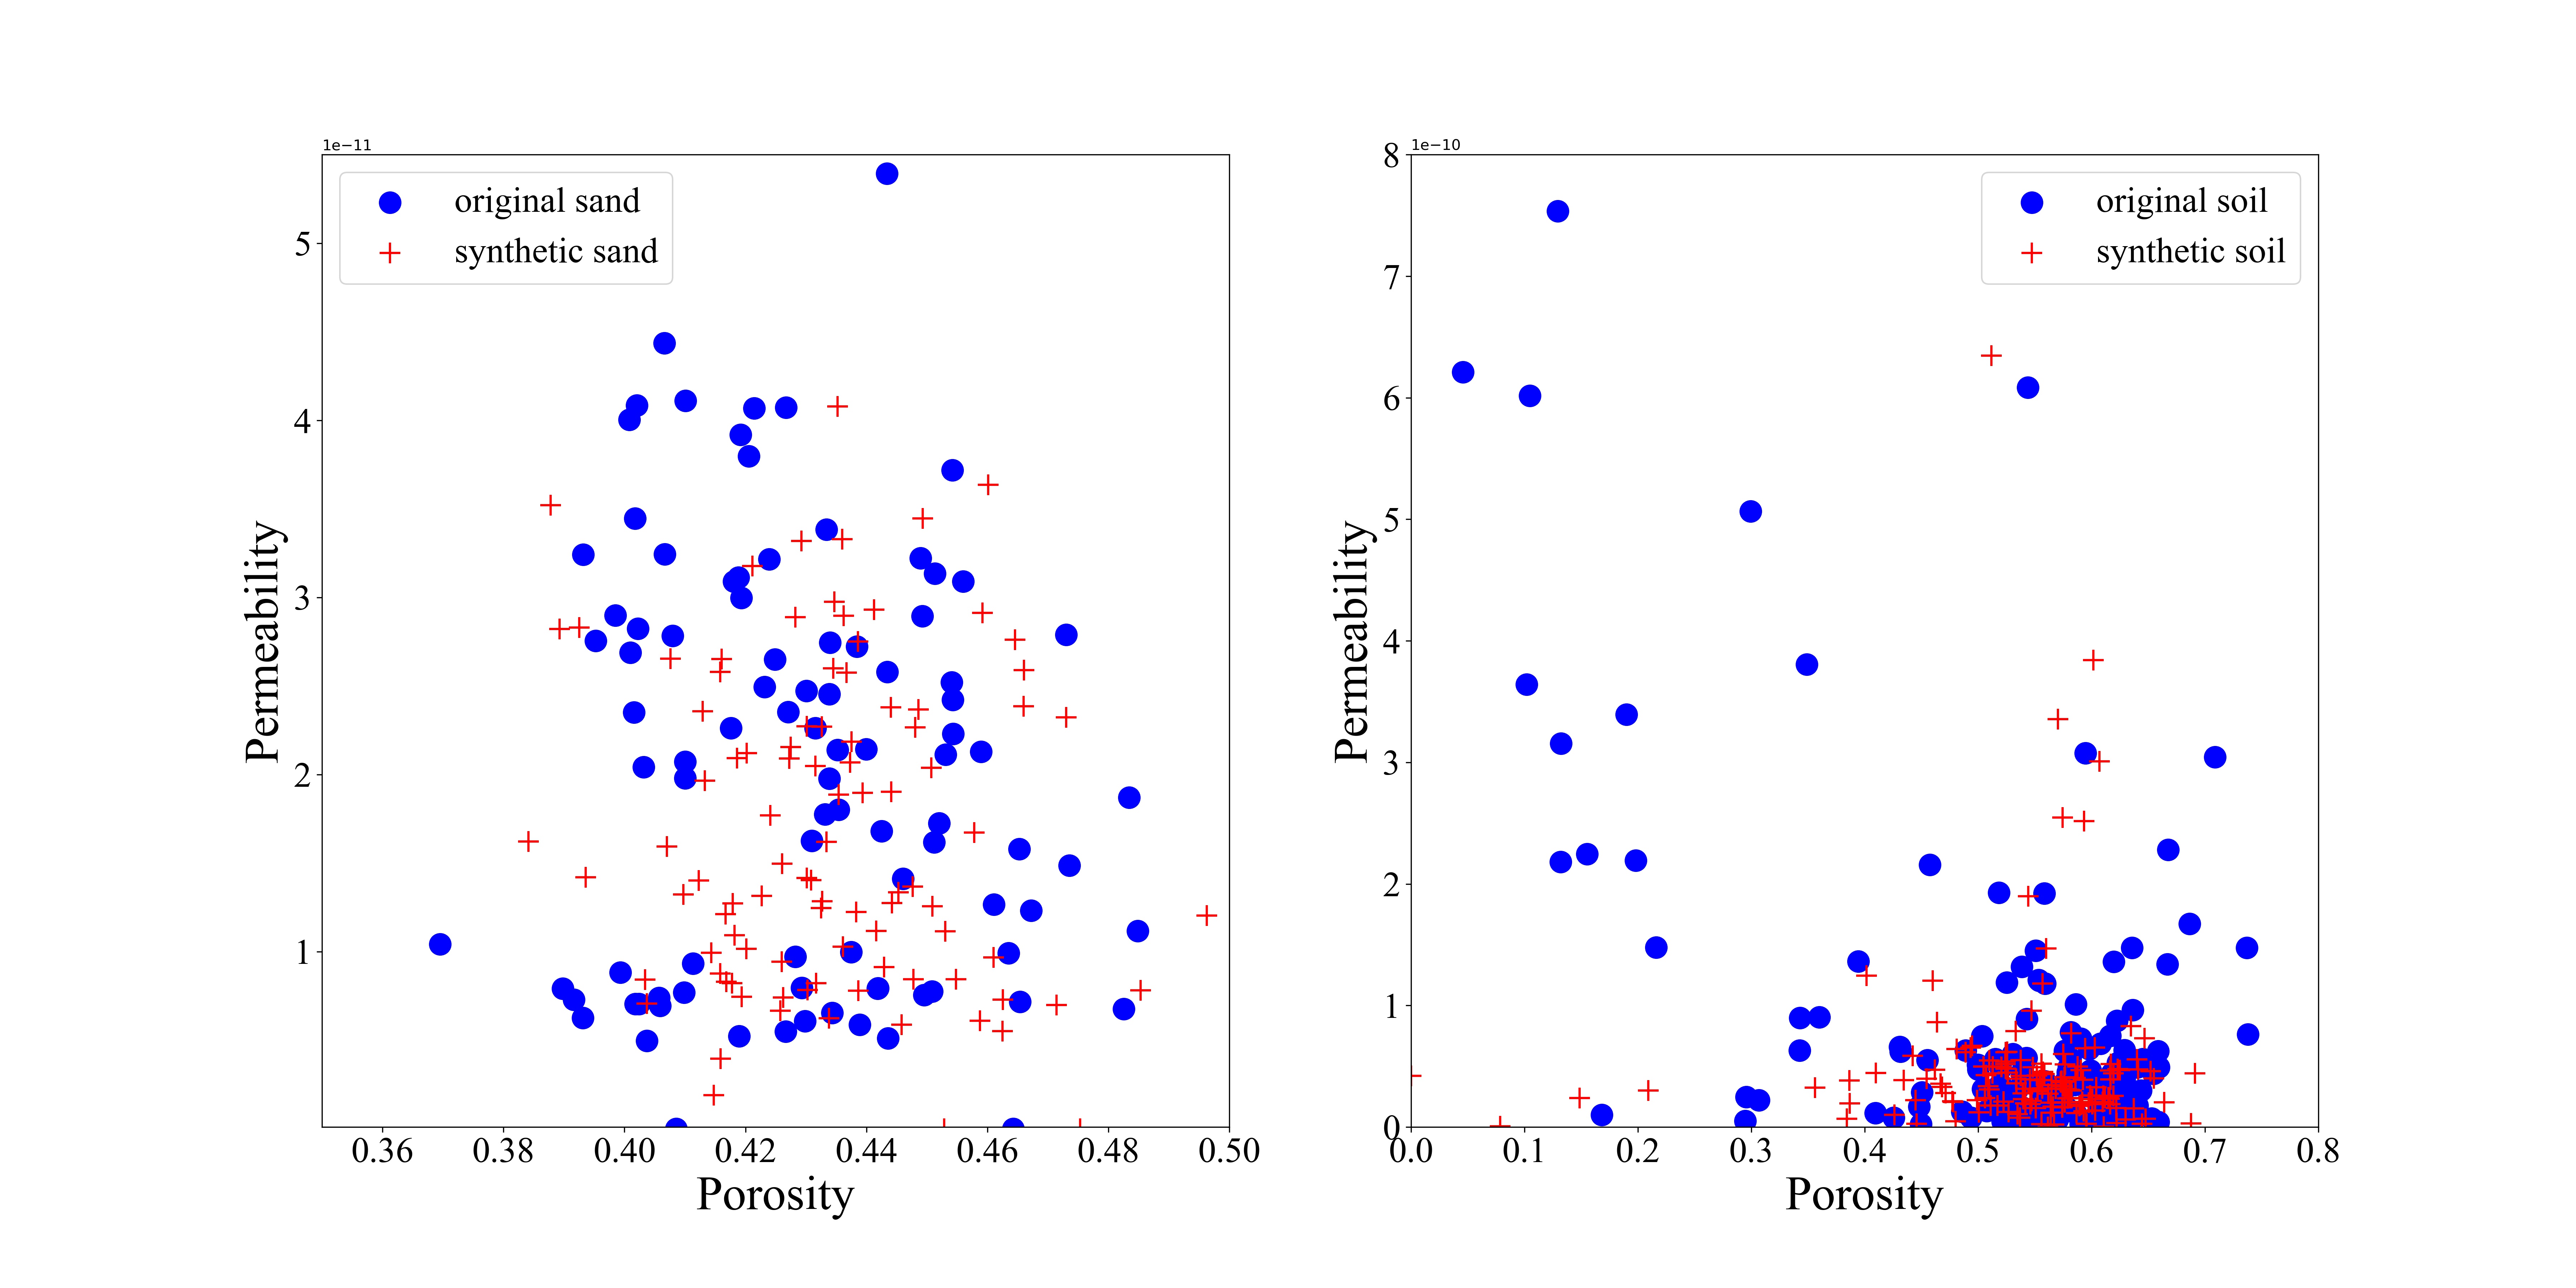 1e−11
original sand
synthetic sand
5
4
3
2
1
Permeability
0.36 0.38 0.40 0.42 0.44 0.46 0.48 0.50
Porosity
1e−10
original soil
synthetic soil
8
7
6
5
4
3
2
1
0
Permeability
0.0 0.1 0.2 0.3 0.4 0.5 0.6 0.7 0.8
Porosity